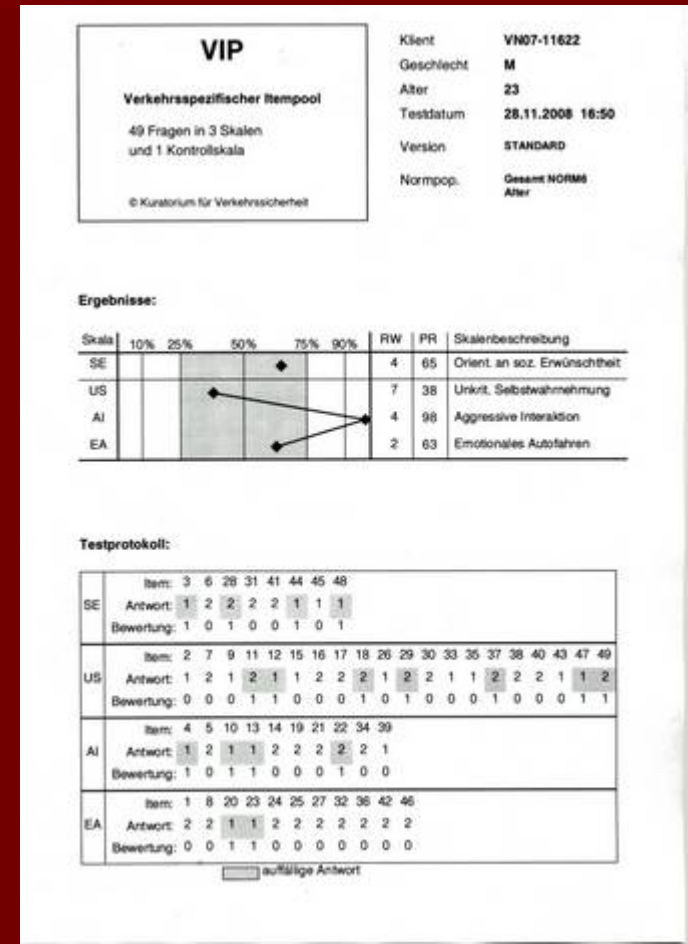 VIP
Verkehrsspezifischer Itempool
49 Fragen in 3 Skalen
und 1 Kontrollskala
© Kuratorium für Verkehrssicherheit
Klient VN07-11622
Geschlecht M
Alter 23
Testdatum 28.11.2008 16:50
Version STANDARD
Normpop. Gesamt NORM6
Alter
Ergebnisse:
Skala 10% 25% 50% 75% 90% RW PR Skalenbeschreibung
SE 4 65 Orient. an soz. Erwünschtheit
US 7 38 Unkrit. Selbstwahrnehmung
AI 4 98 Aggressive Interaktion
EA 2 63 Emotionales Autofahren
Testprotokoll:
Item: 3 6 28 31 41 44 45 48
SE Antwort: 1 2 2 2 2 1 1 1
Bewertung: 1 0 1 0 0 1 0 1
Item: 2 7 9 11 12 15 16 17 18 26 29 30 33 35 37 38 40 43 47 49
US Antwort: 1 2 1 2 1 1 2 2 2 1 2 2 1 1 2 2 2 1 1 2
Bewertung: 0 0 0 1 1 0 0 0 1 0 1 0 0 0 1 0 0 0 1 1
Item: 4 5 10 13 14 19 21 22 34 39
AI Antwort: 1 2 1 1 2 2 2 2 2 1
Bewertung: 1 0 1 1 0 0 0 1 0 0
Item: 1 8 20 23 24 25 27 32 36 42 46
EA Antwort: 2 2 1 1 2 2 2 2 2 2 2
Bewertung: 0 0 1 1 0 0 0 0 0 0 0
auffällige Antwort